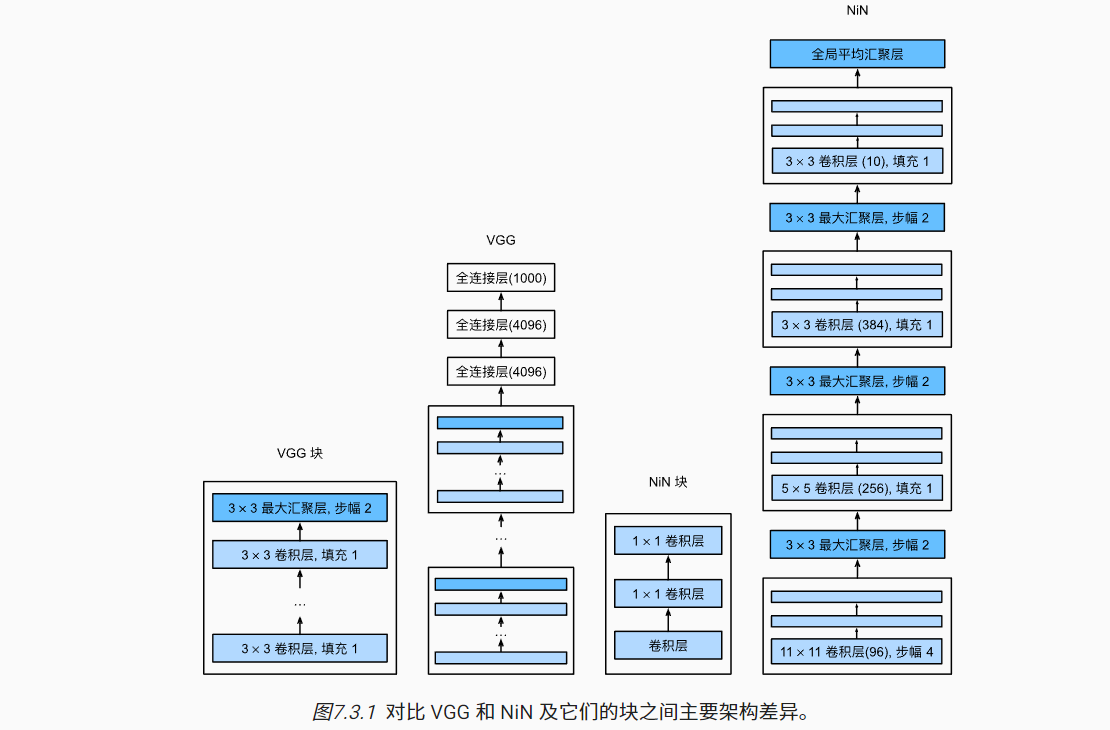 VGG 块
3 × 3 最大汇聚层, 步幅 2
3 × 3 卷积层, 填充 1
...
3 × 3 卷积层, 填充 1
VGG
全连接层(1000)
全连接层(4096)
全连接层(4096)
...
...
...
NiN 块
1 × 1 卷积层
1 × 1 卷积层
卷积层
NiN
全局平均汇聚层
3 × 3 卷积层 (10), 填充 1
3 × 3 最大汇聚层, 步幅 2
3 × 3 卷积层 (384), 填充 1
3 × 3 最大汇聚层, 步幅 2
5 × 5 卷积层 (256), 填充 1
3 × 3 最大汇聚层, 步幅 2
11 × 11 卷积层(96), 步幅 4
图7.3.1 对比 VGG 和 NiN 及它们的块之间主要架构差异。